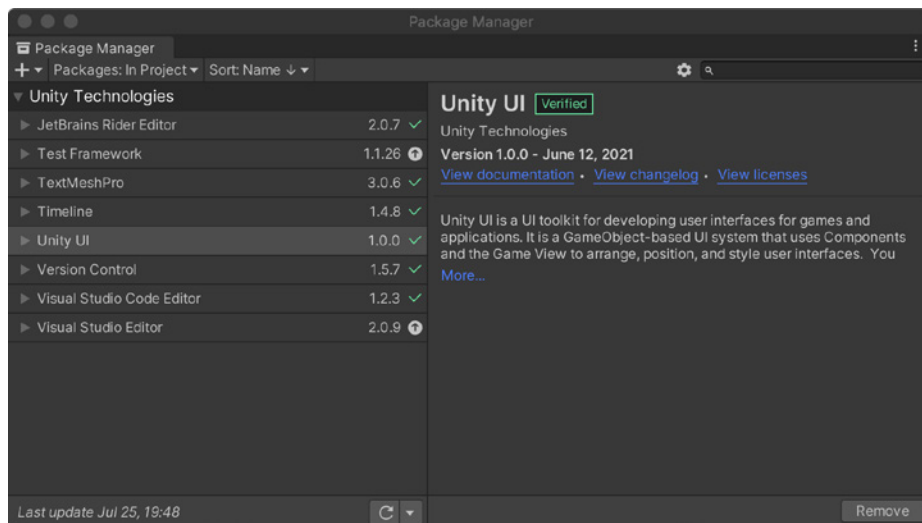 Package Manager
Package Manager
Packages: In Project
Sort: Name ↓
Unity Technologies
JetBrains Rider Editor 2.0.7
Test Framework 1.1.26
TextMeshPro 3.0.6
Timeline 1.4.8
Unity UI 1.0.0
Version Control 1.5.7
Visual Studio Code Editor 1.2.3
Visual Studio Editor 2.0.9
Last update Jul 25, 19:48
Unity UI Verified
Unity Technologies
Version 1.0.0 - June 12, 2021
View documentation • View changelog • View licenses
Unity UI is a UI toolkit for developing user interfaces for games and
applications. It is a GameObject-based UI system that uses Components
and the Game View to arrange, position, and style user interfaces. You
More...
Remove